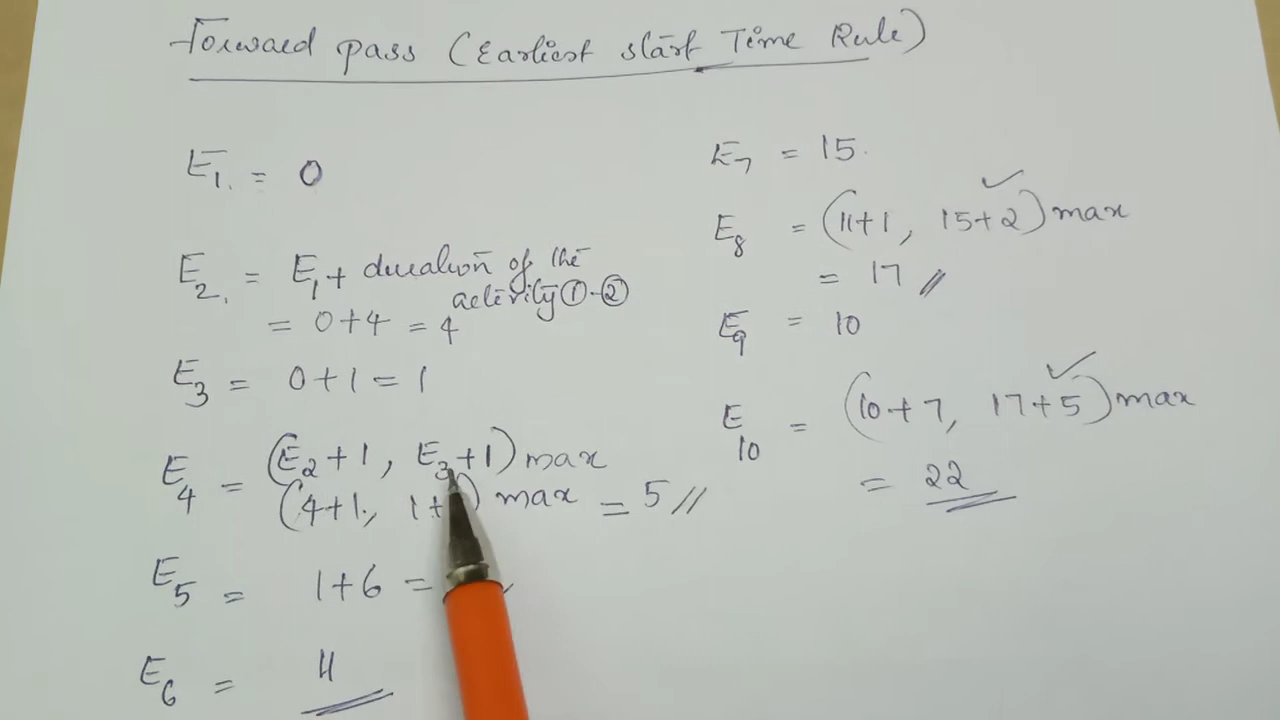 Forward pass (Earliest start Time Rule)
E1. = 0
E2. = E1 + duration of the
activity ①-②
= 0+4 = 4
E3 = 0+1 = 1
E4 = (E2+1, E3+1) max
(4+1, 1+ ) max = 5 //
E5 = 1+6 =
E6 = 11
E7 = 15.
E8 = (11+1, 15+2) max ✓
= 17 //
E9 = 10
E10 = (10+7, 17+5) max ✓
= 22